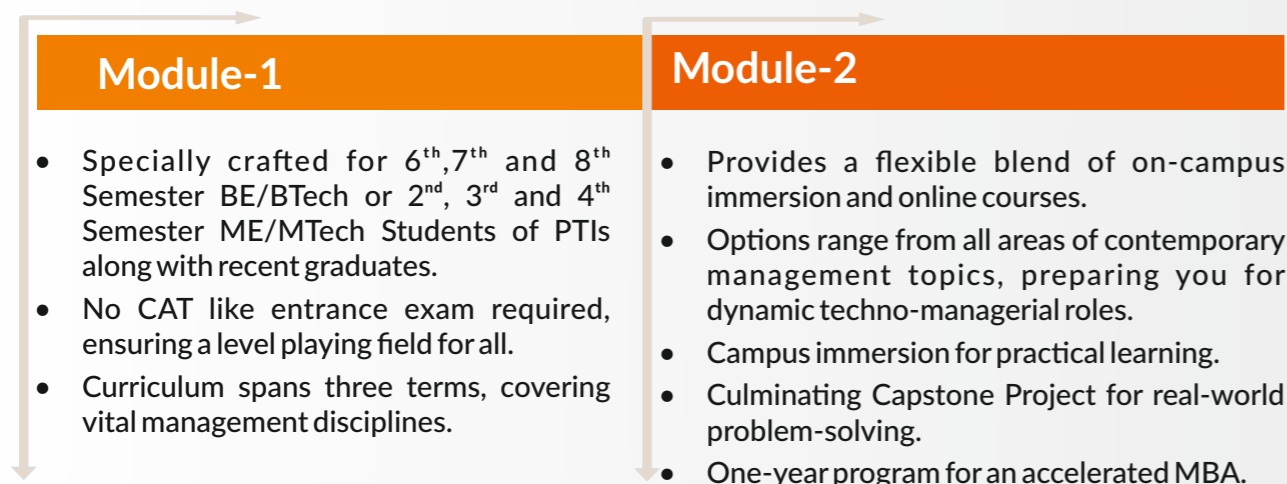 Module-1
• Specially crafted for 6th,7th and 8th
Semester BE/BTech or 2nd, 3rd and 4th
Semester ME/MTech Students of PTIs
along with recent graduates.
• No CAT like entrance exam required,
ensuring a level playing field for all.
• Curriculum spans three terms, covering
vital management disciplines.
Module-2
• Provides a flexible blend of on-campus
immersion and online courses.
• Options range from all areas of contemporary
management topics, preparing you for
dynamic techno-managerial roles.
• Campus immersion for practical learning.
• Culminating Capstone Project for real-world
problem-solving.
• One-year program for an accelerated MBA.